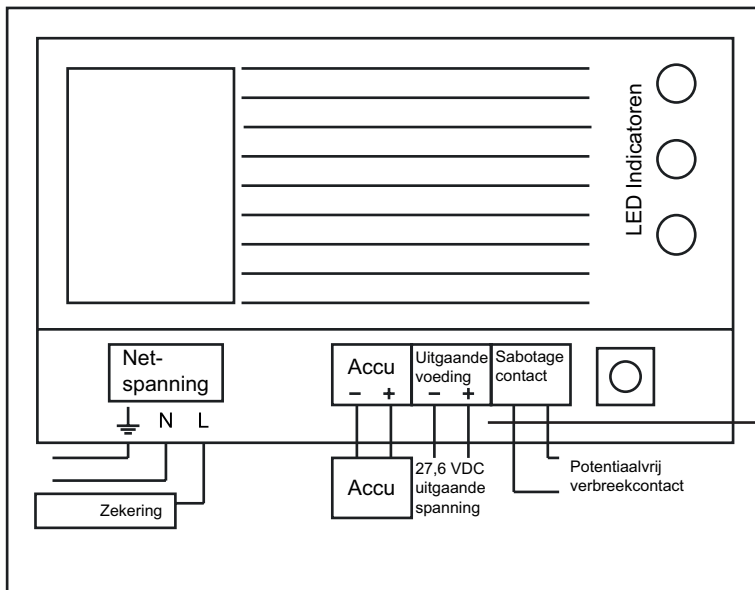 LED Indicatoren
Net-
spanning
N L
Accu
– +
Uitgaande
voeding
– +
Sabotage
contact
Zekering
Accu
27,6 VDC
uitgaande
spanning
Potentiaalvrij
verbreekcontact